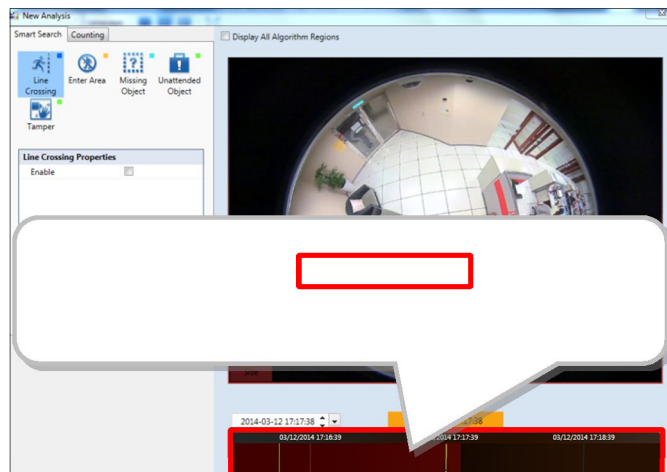 New Analysis
Smart Search Counting
Display All Algorithm Regions
Line Crossing
Enter Area
Missing Object
Unattended Object
Tamper
Line Crossing Properties
Enable
2014-03-12 17:17:38
03/12/2014 17:16:39
2014 17:17:39
03/12/2014 17:18:39